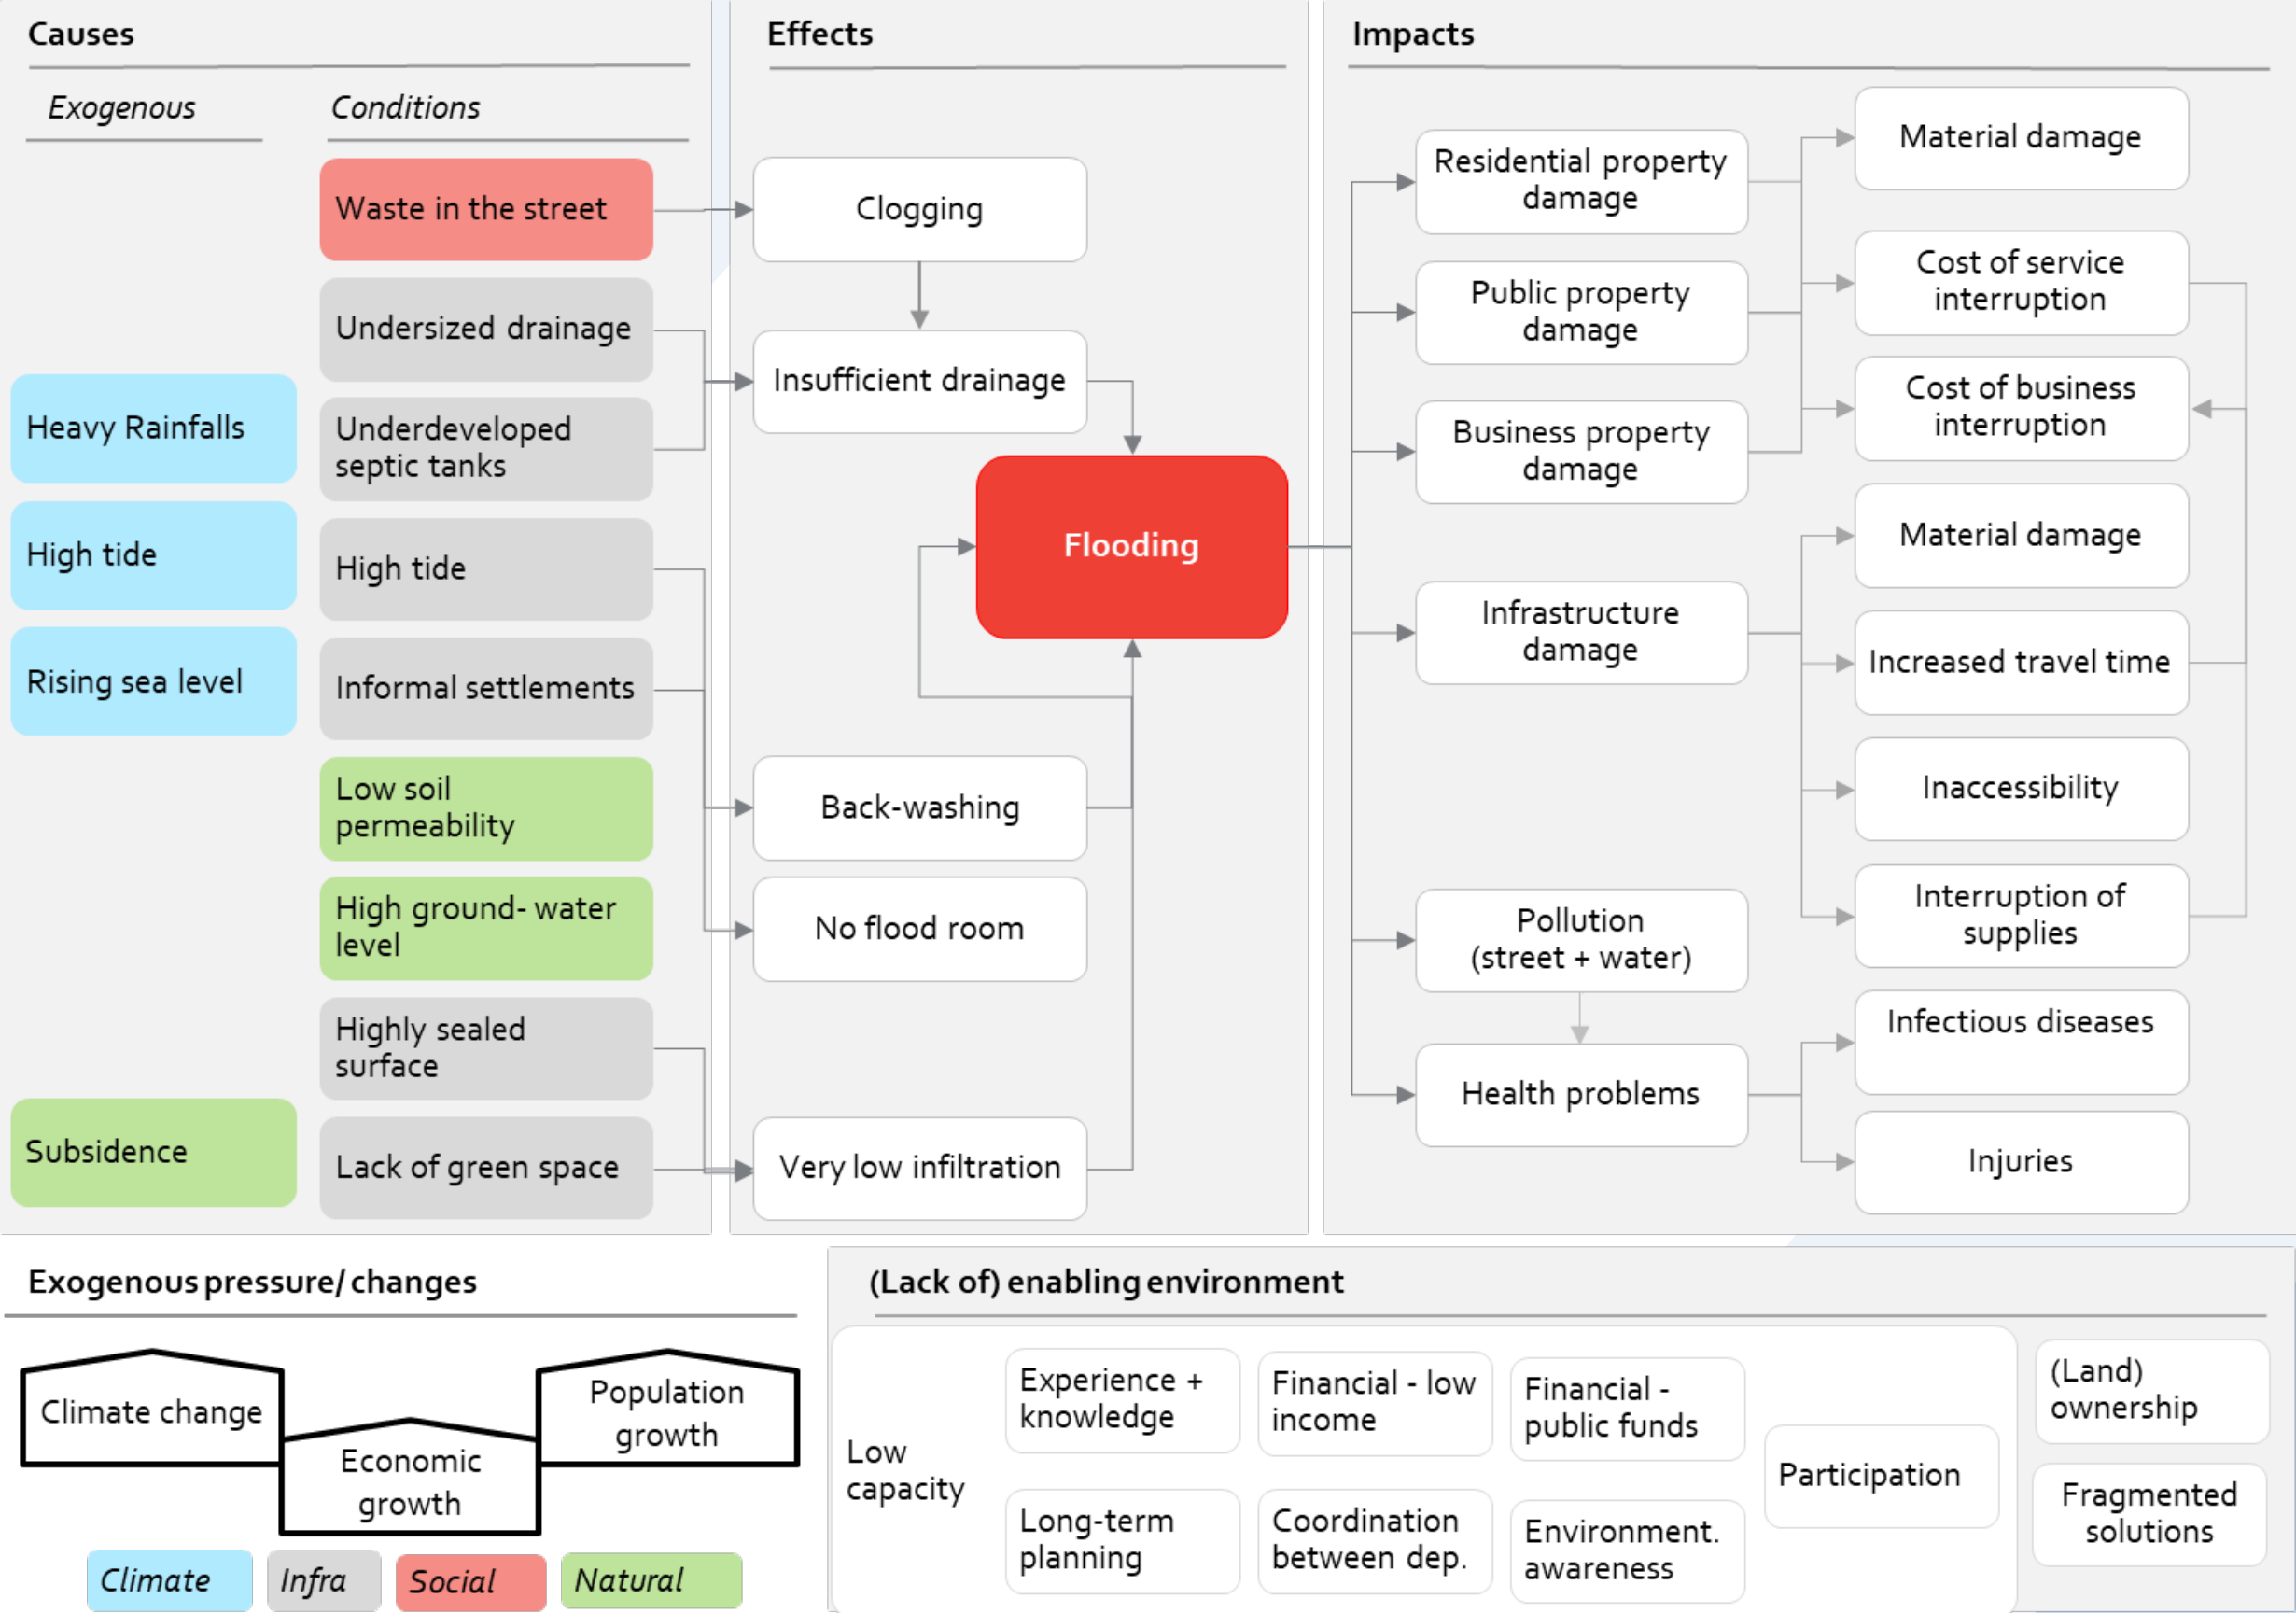 Causes
Exogenous
Conditions
Heavy Rainfalls
High tide
Rising sea level
Subsidence
Waste in the street
Undersized drainage
Underdeveloped
septic tanks
High tide
Informal settlements
Low soil
permeability
High ground- water
level
Highly sealed
surface
Lack of green space
Effects
Clogging
Insufficient drainage
Flooding
Back-washing
No flood room
Very low infiltration
Impacts
Residential property
damage
Public property
damage
Business property
damage
Infrastructure
damage
Pollution
(street + water)
Health problems
Material damage
Cost of service
interruption
Cost of business
interruption
Material damage
Increased travel time
Inaccessibility
Interruption of
supplies
Infectious diseases
Injuries
Exogenous pressure/ changes
Climate change
Economic
growth
Population
growth
Climate
Infra
Social
Natural
(Lack of) enabling environment
Low
capacity
Experience +
knowledge
Financial - low
income
Financial -
public funds
Long-term
planning
Coordination
between dep.
Environment.
awareness
Participation
(Land)
ownership
Fragmented
solutions